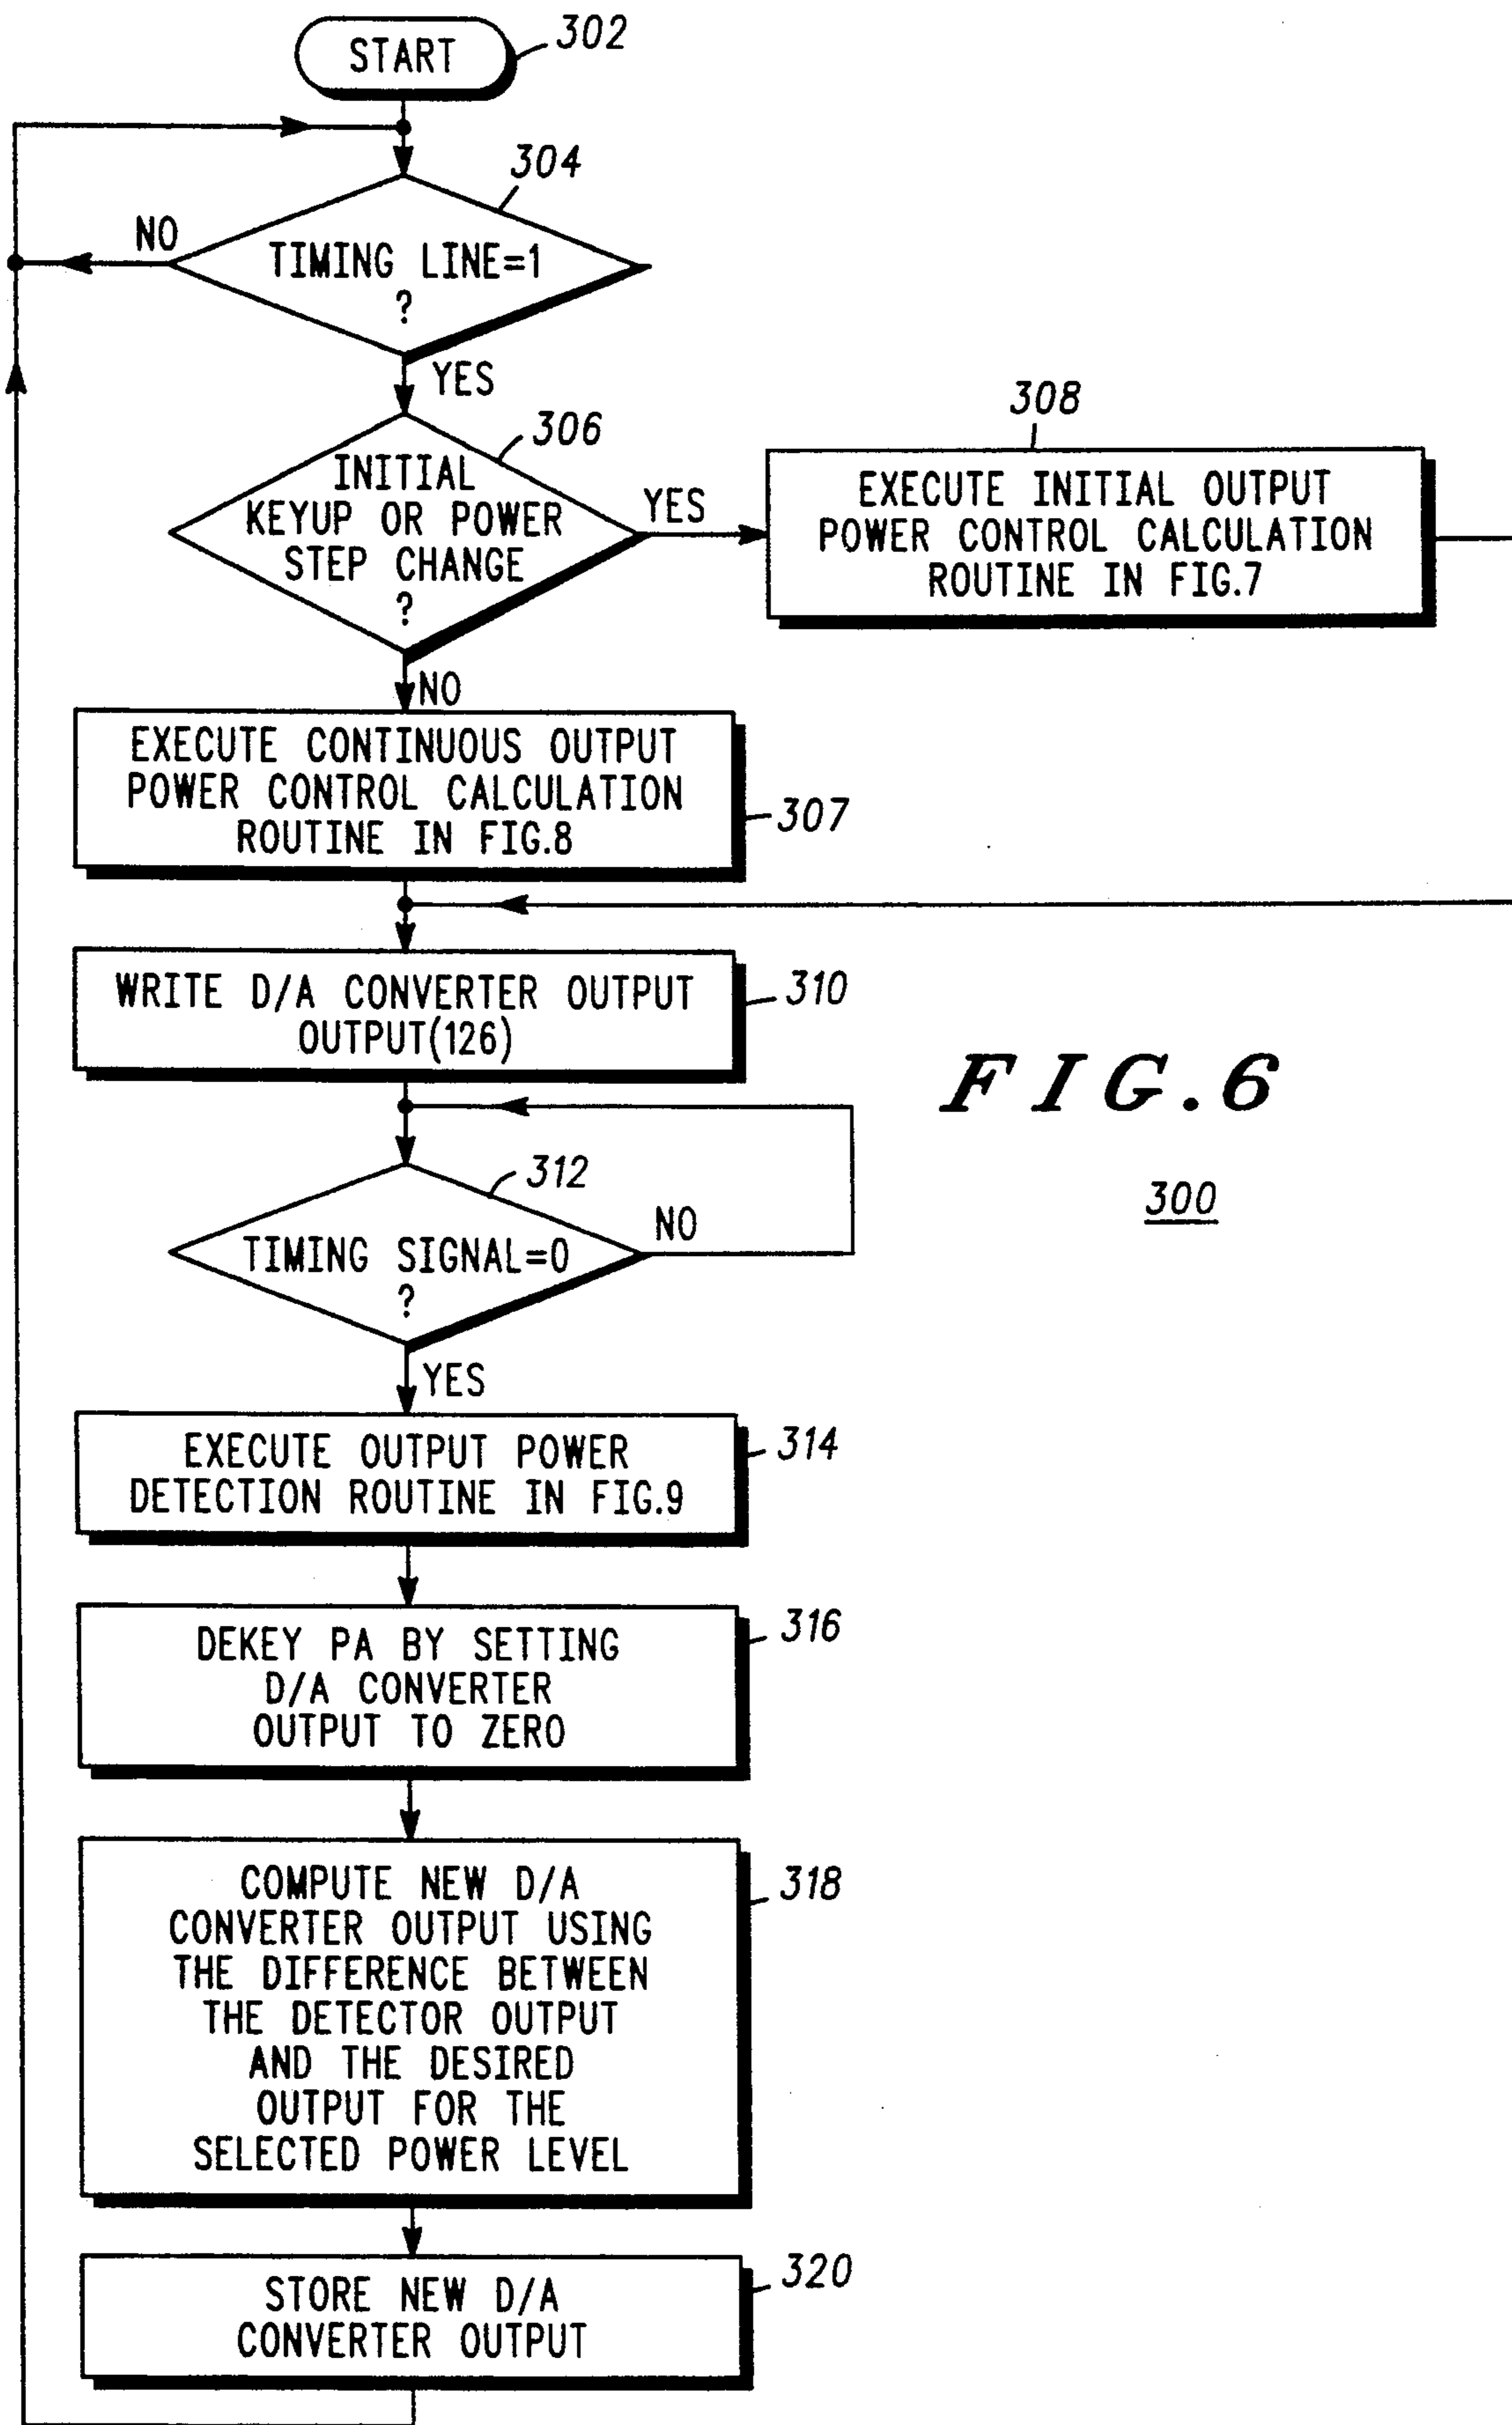 START
302
304
NO
TIMING LINE=1
?
YES
306
INITIAL
KEYUP OR POWER
STEP CHANGE
?
YES
308
EXECUTE INITIAL OUTPUT
POWER CONTROL CALCULATION
ROUTINE IN FIG.7
NO
EXECUTE CONTINUOUS OUTPUT
POWER CONTROL CALCULATION
ROUTINE IN FIG.8
307
WRITE D/A CONVERTER OUTPUT
OUTPUT(126)
310
FIG.6
300
312
TIMING SIGNAL=0
?
NO
YES
EXECUTE OUTPUT POWER
DETECTION ROUTINE IN FIG.9
314
DEKEY PA BY SETTING
D/A CONVERTER
OUTPUT TO ZERO
316
COMPUTE NEW D/A
CONVERTER OUTPUT USING
THE DIFFERENCE BETWEEN
THE DETECTOR OUTPUT
AND THE DESIRED
OUTPUT FOR THE
SELECTED POWER LEVEL
318
STORE NEW D/A
CONVERTER OUTPUT
320